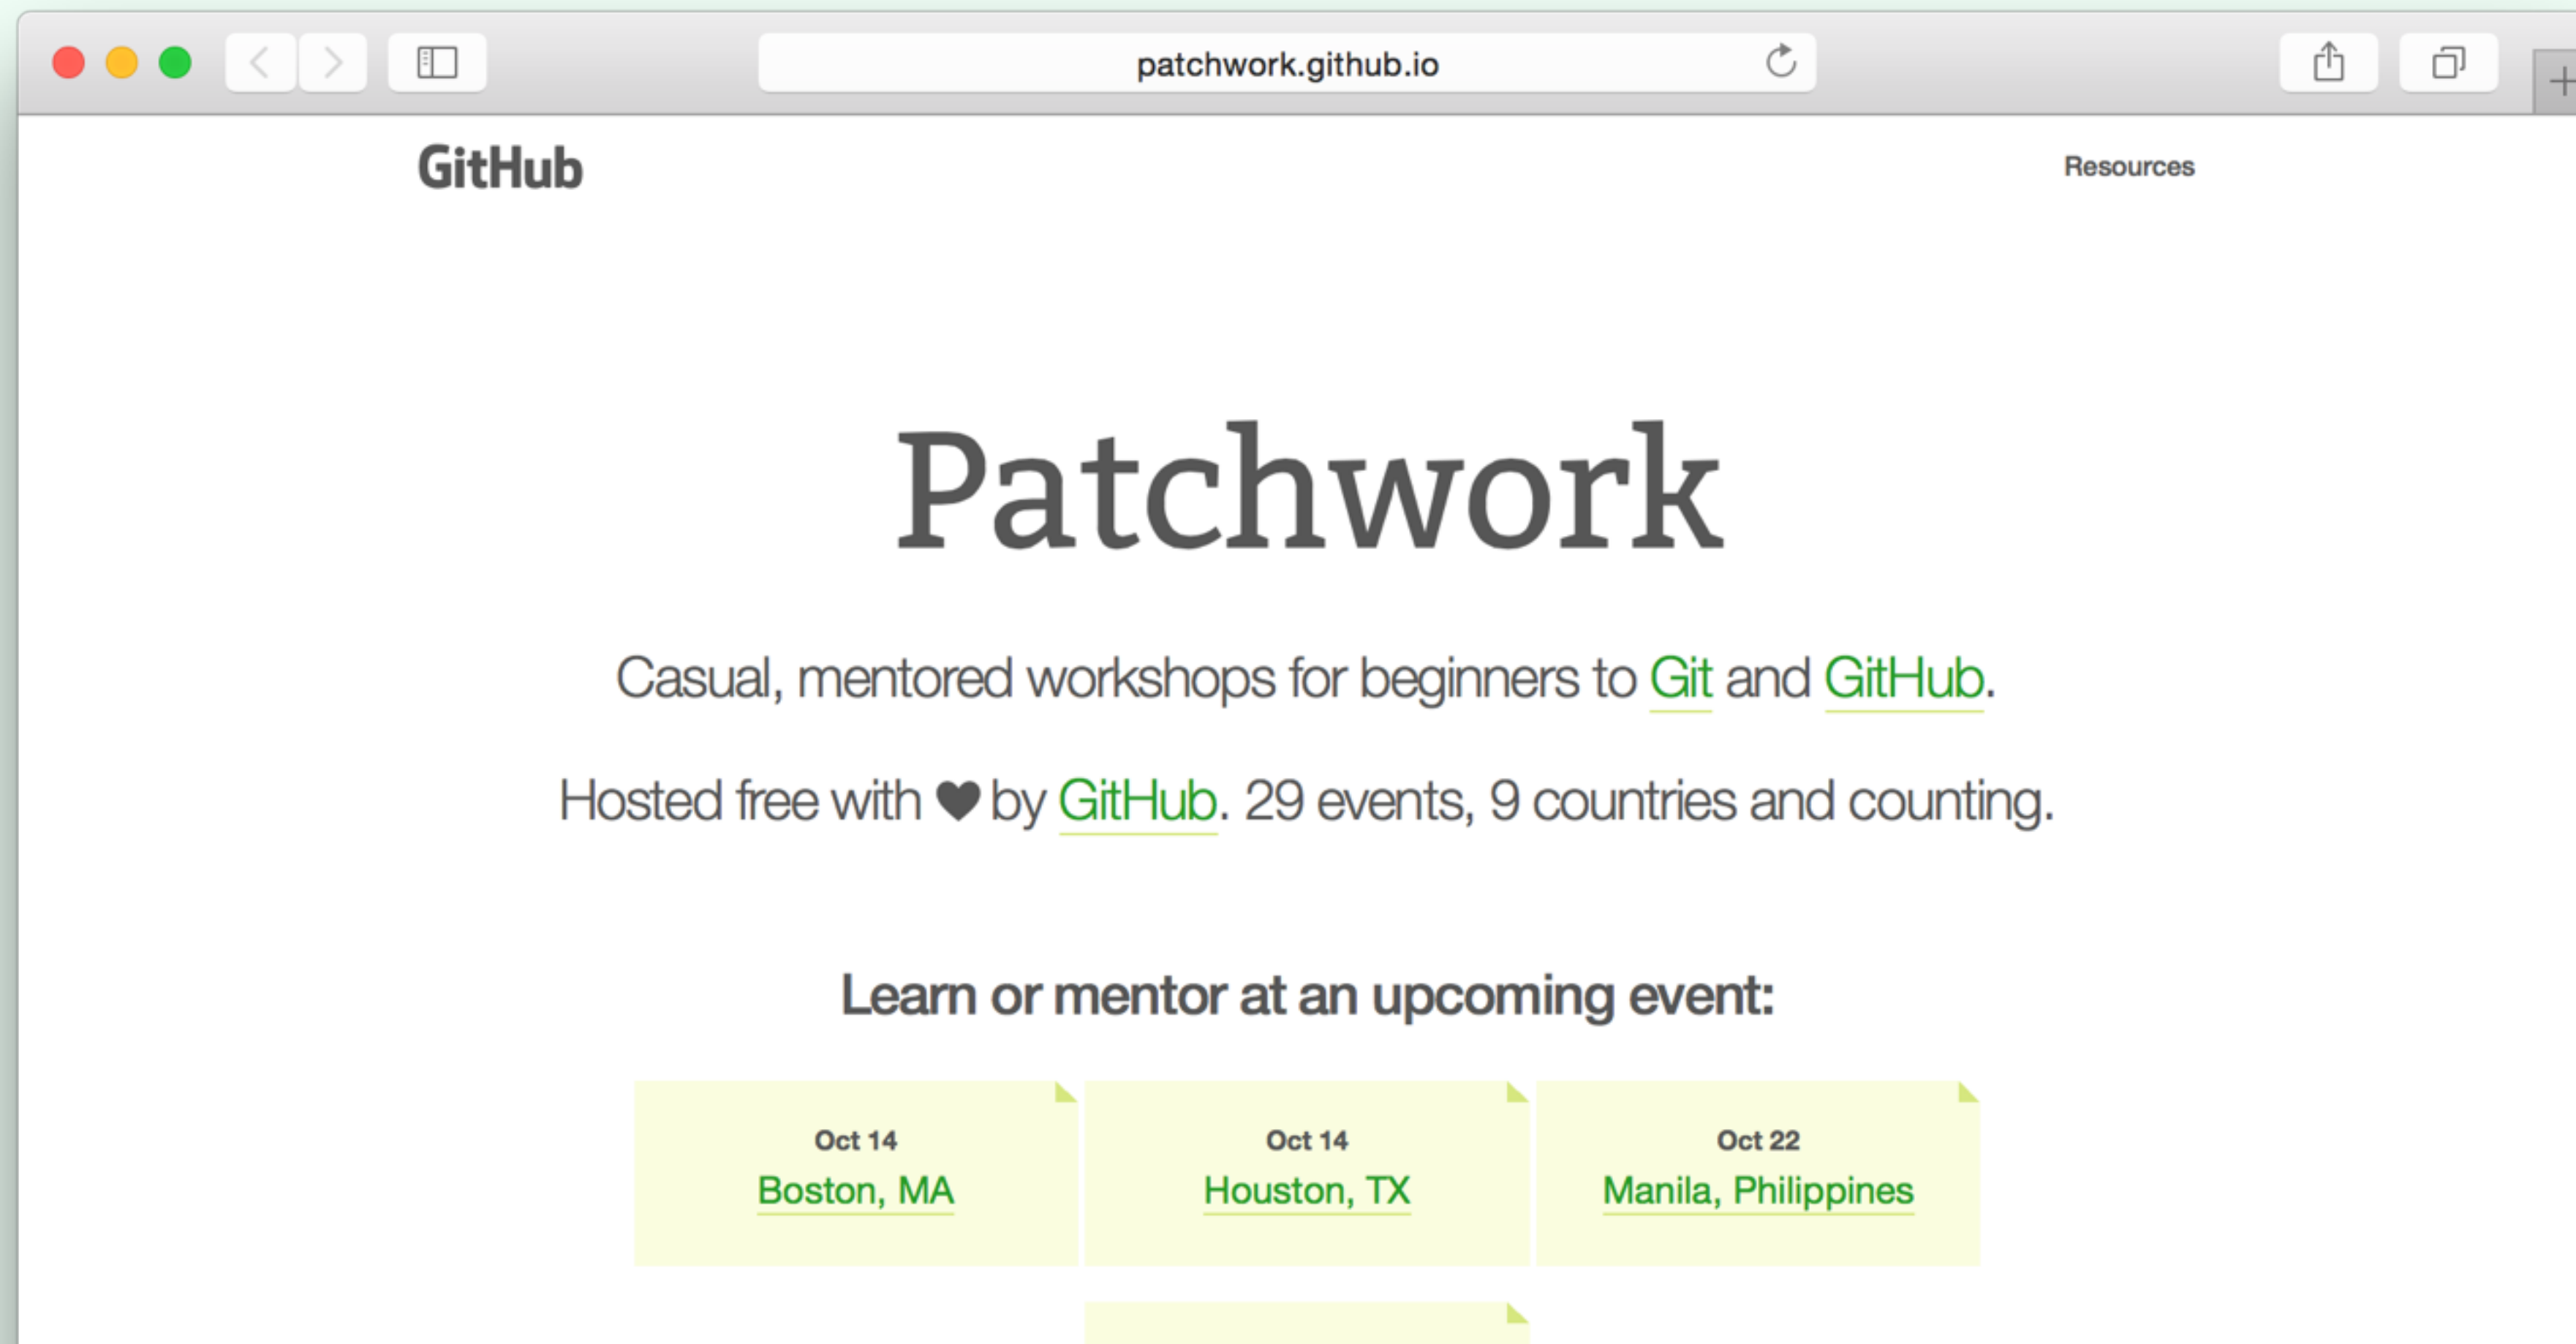 patchwork.github.io
GitHub
Resources
Patchwork
Casual, mentored workshops for beginners to Git and GitHub.
Hosted free with ♥ by GitHub. 29 events, 9 countries and counting.
Learn or mentor at an upcoming event:
Oct 14
Boston, MA
Oct 14
Houston, TX
Oct 22
Manila, Philippines